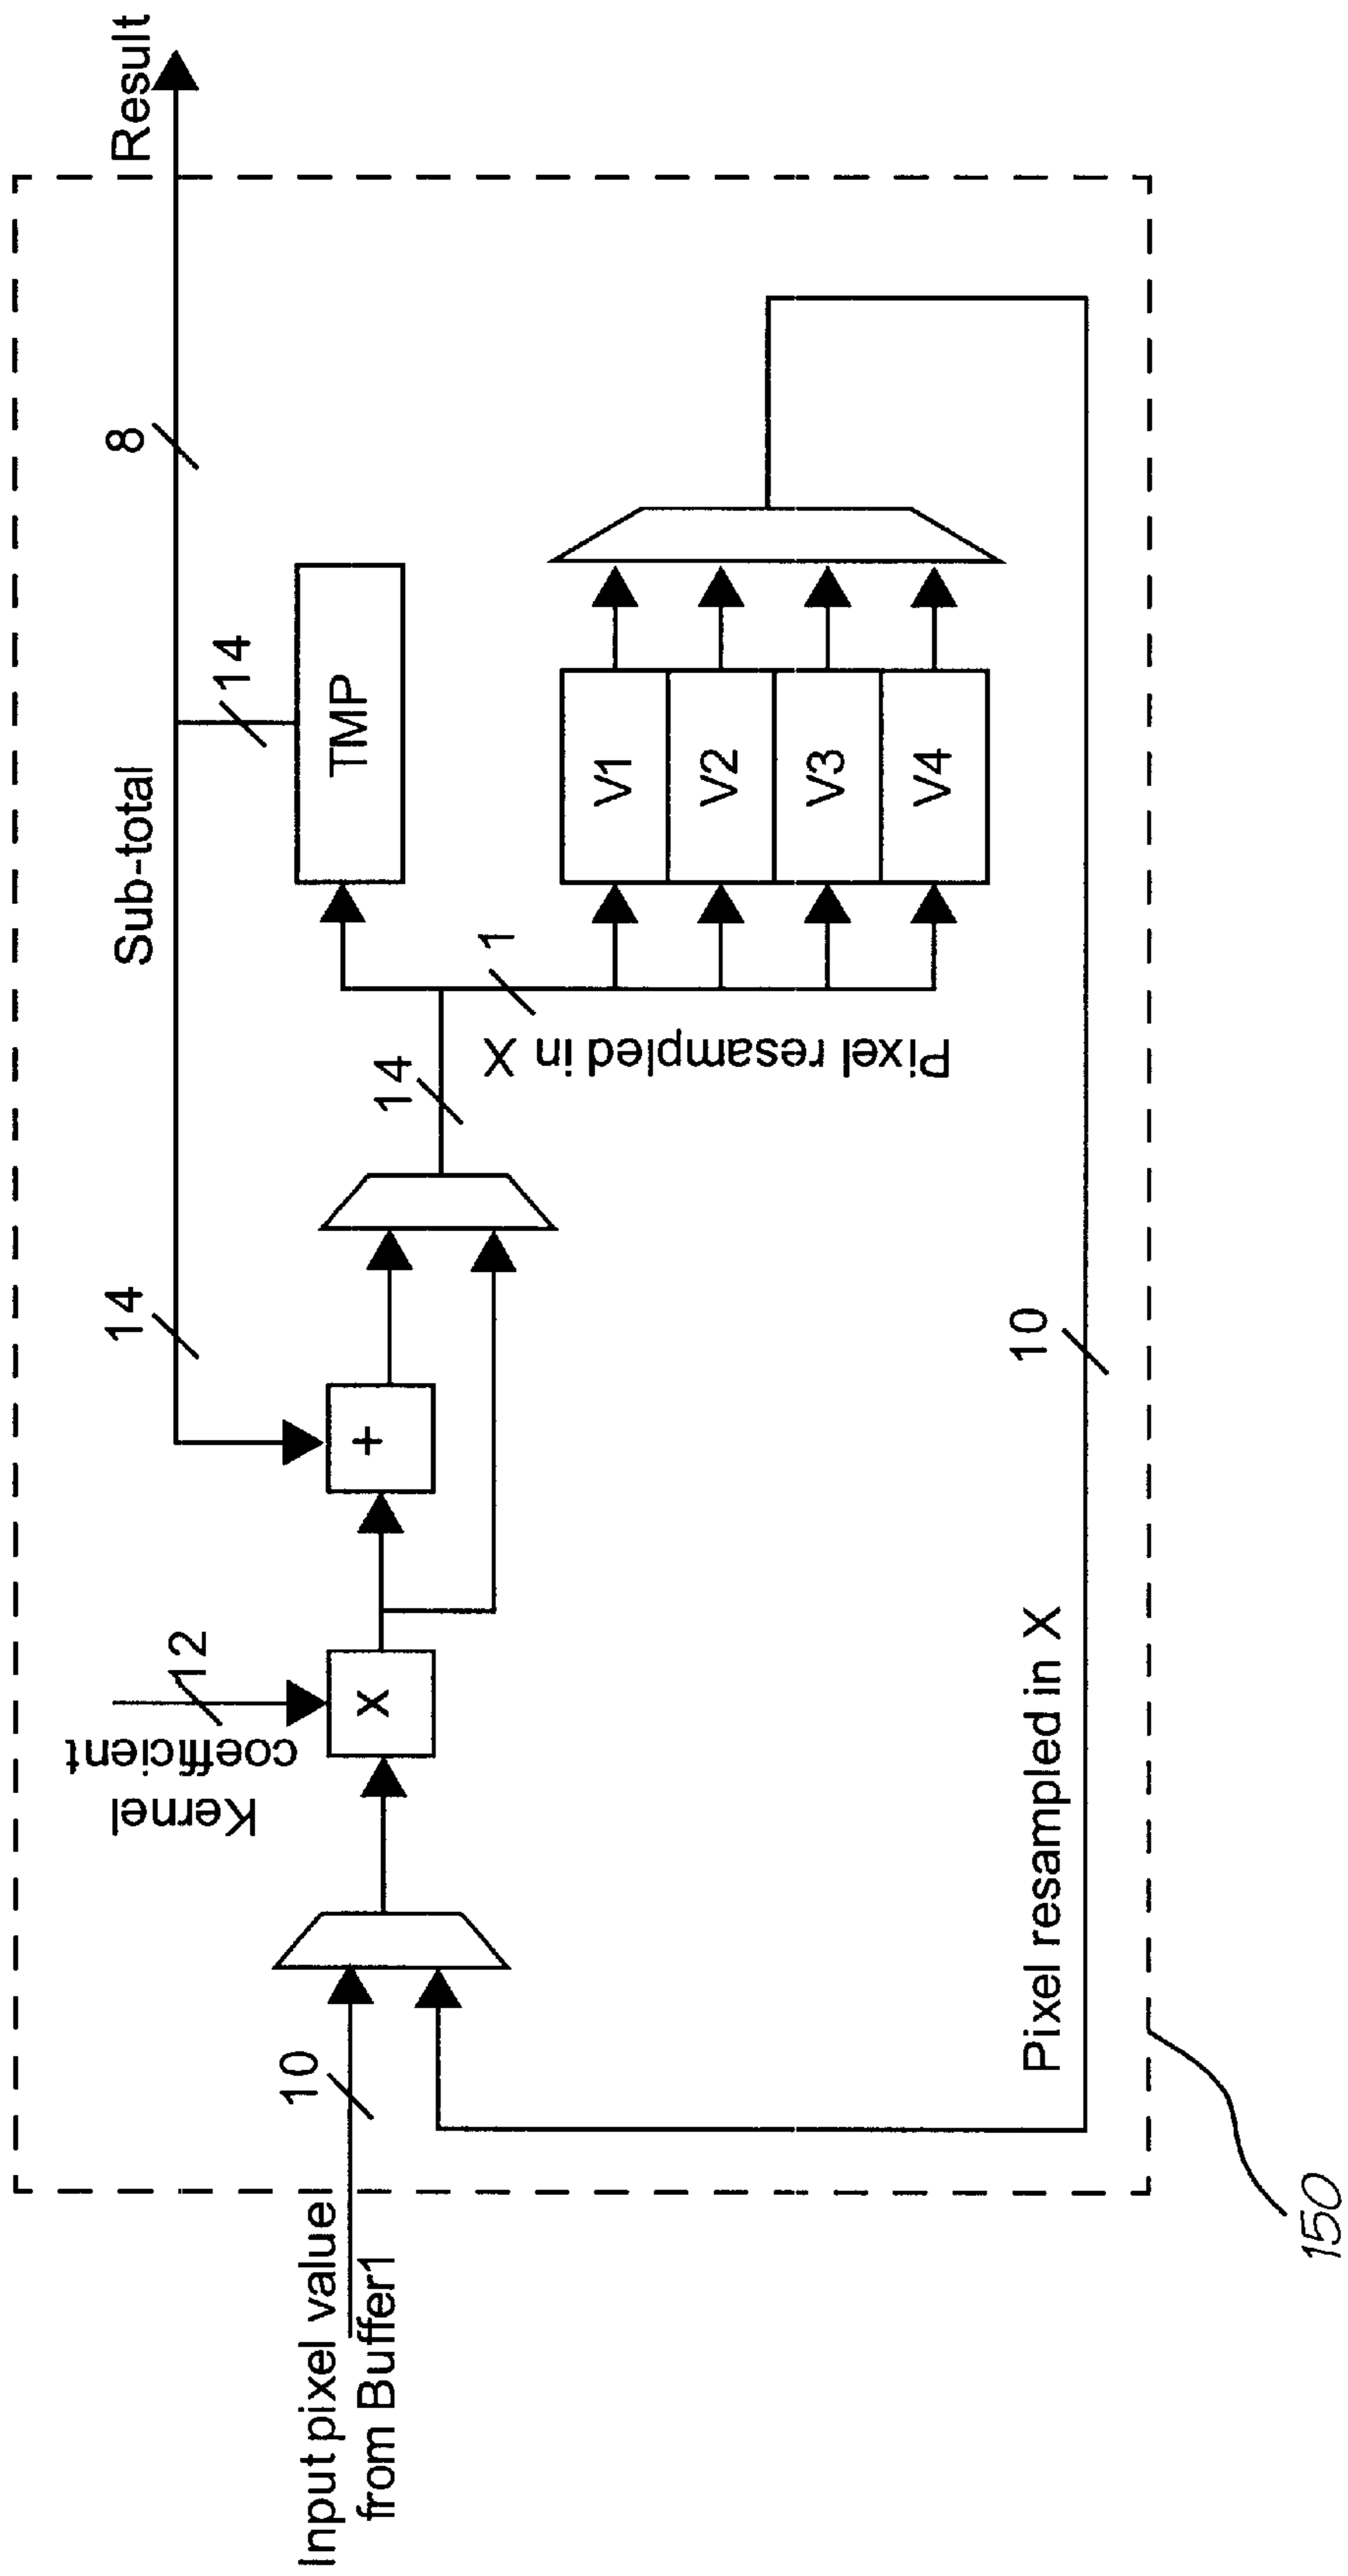 Result
8
Sub-total
14
14
TMP
1
14
Pixel resampled in X
V1
V2
V3
V4
12
Kernel
coefficient
+
X
10
Input pixel value
from Buffer1
10
Pixel resampled in X
150